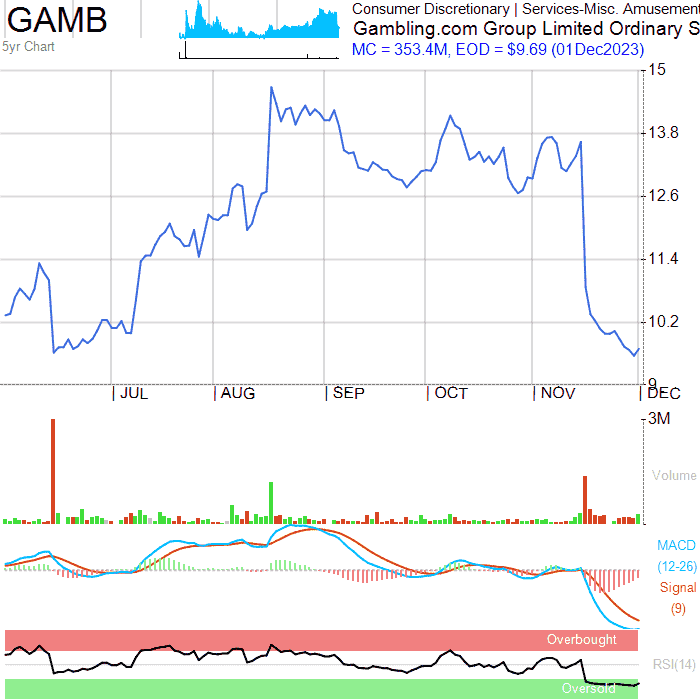 GAMB
5yr Chart
Consumer Discretionary | Services-Misc. Amusement
Gambling.com Group Limited Ordinary S
MC = 353.4M, EOD = $9.69 (01Dec2023)
15
13.8
12.6
11.4
10.2
9
JUL AUG SEP OCT NOV DEC
3M
Volume
MACD
(12-26)
Signal
(9)
Overbought
RSI(14)
Oversold